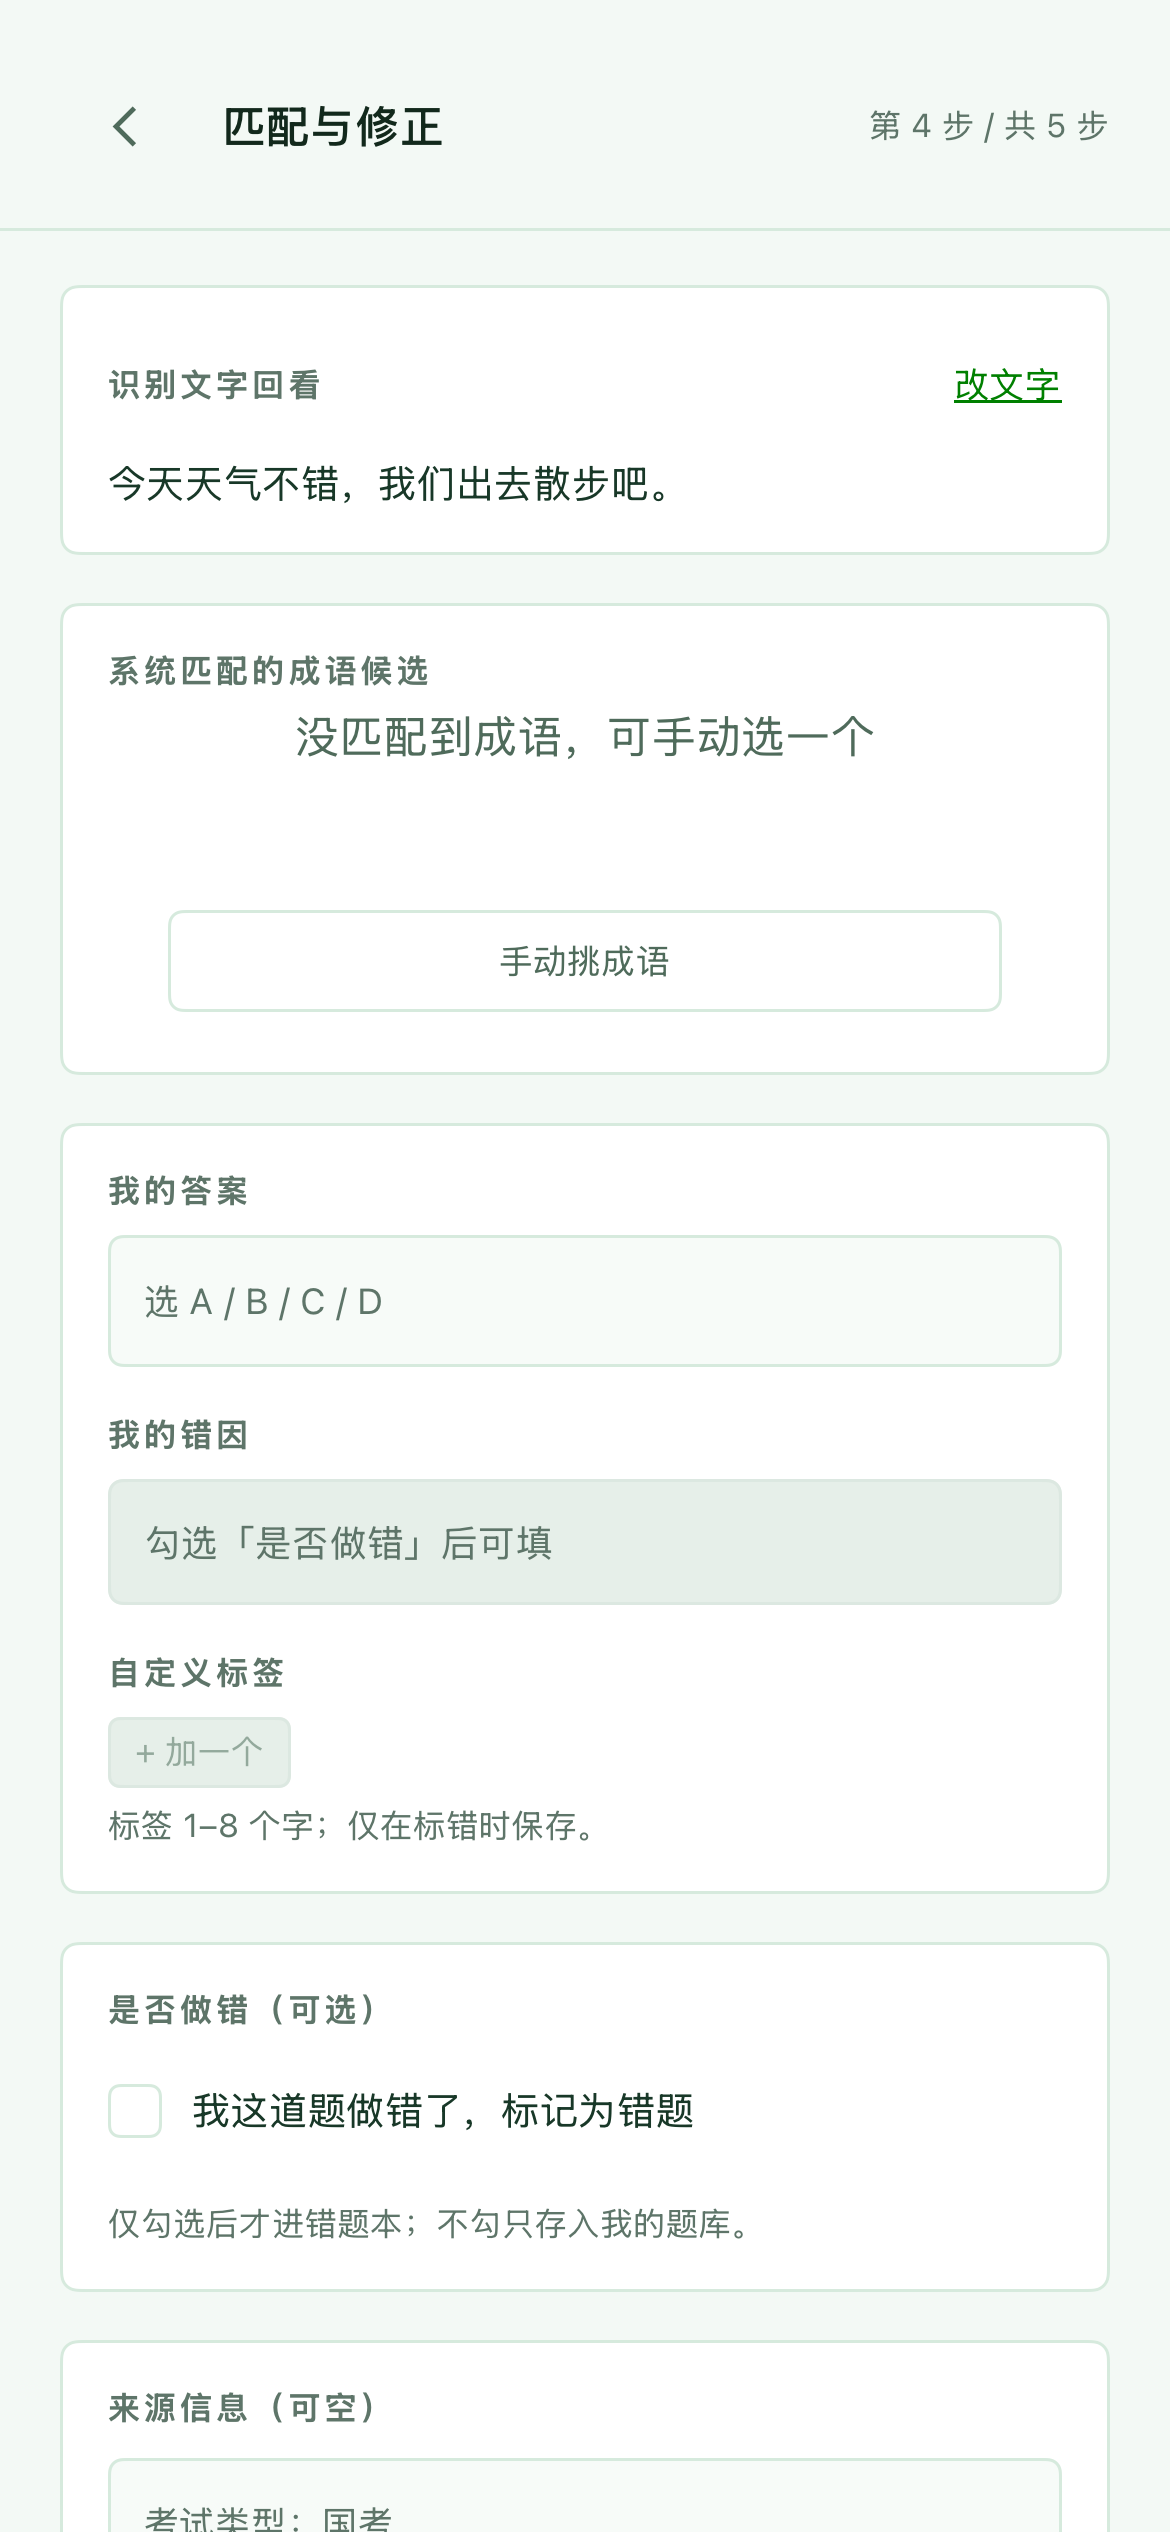 匹配与修正
第 4 步 / 共 5 步
识别文字回看
改文字
今天天气不错，我们出去散步吧。
系统匹配的成语候选
没匹配到成语，可手动选一个
手动挑成语
我的答案
选 A / B / C / D
我的错因
勾选「是否做错」后可填
自定义标签
+ 加一个
标签 1–8 个字；仅在标错时保存。
是否做错（可选）
我这道题做错了，标记为错题
仅勾选后才进错题本；不勾只存入我的题库。
来源信息（可空）
考试类型：国考